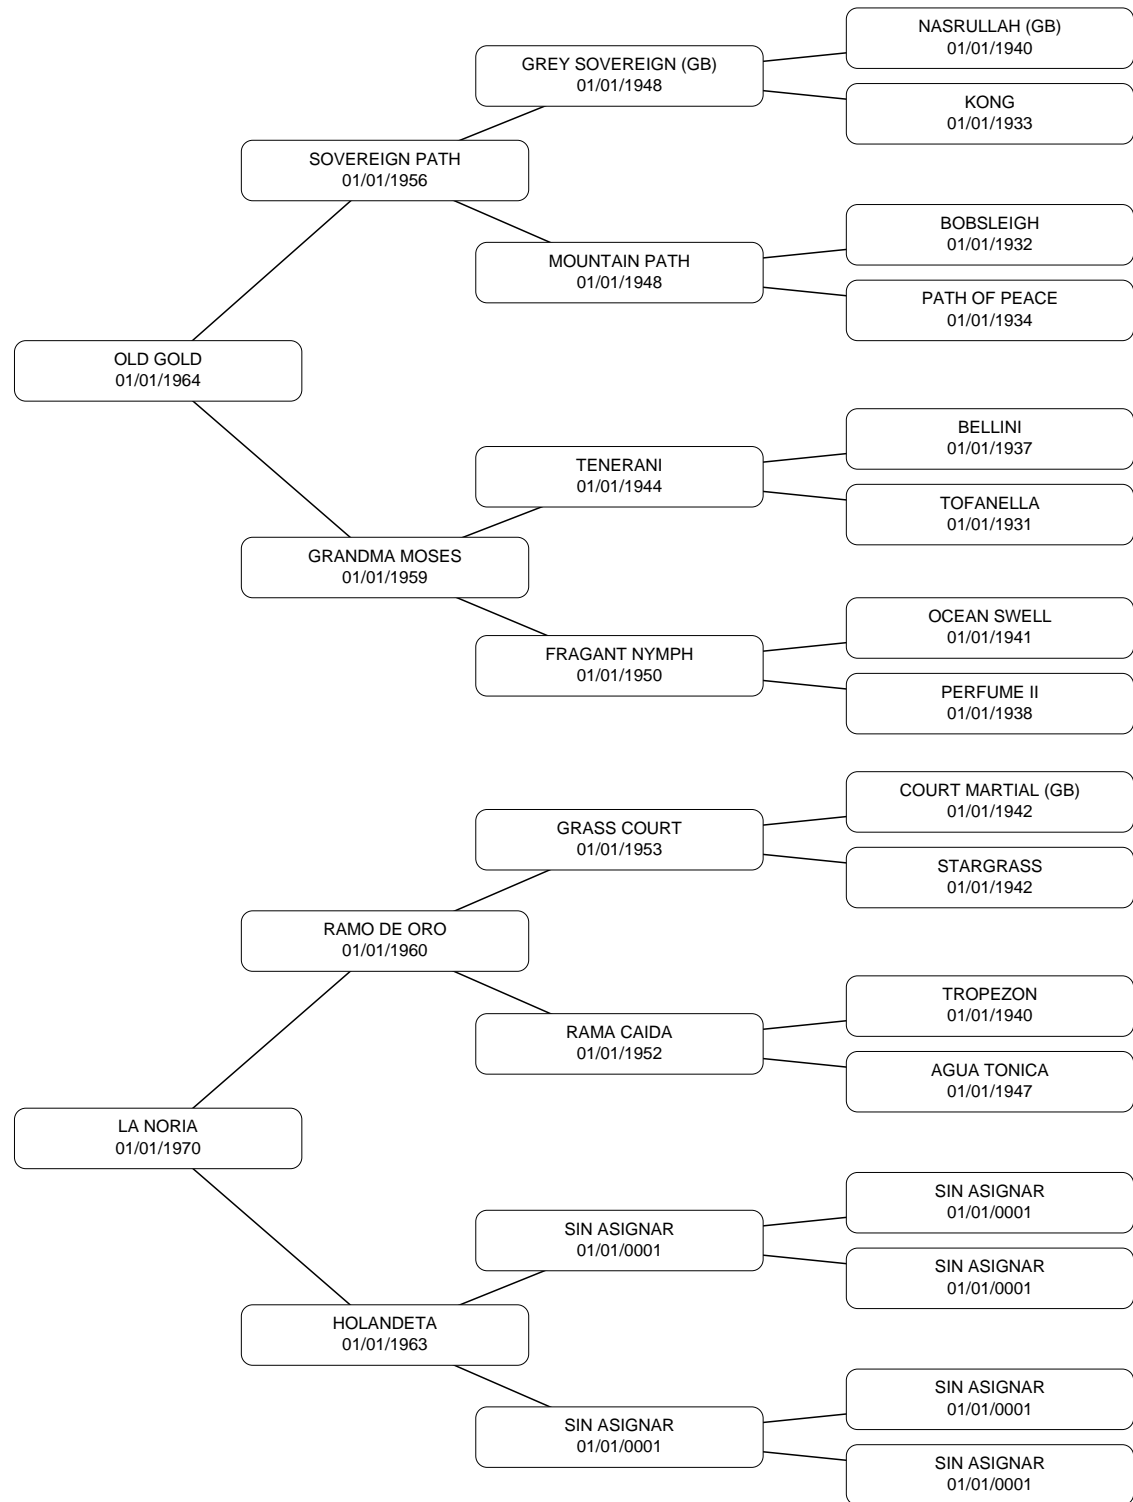 NASRULLAH (GB)
01/01/1940
GREY SOVEREIGN (GB)
01/01/1948
KONG
01/01/1933
SOVEREIGN PATH
01/01/1956
BOBSLEIGH
01/01/1932
MOUNTAIN PATH
01/01/1948
PATH OF PEACE
01/01/1934
OLD GOLD
01/01/1964
BELLINI
01/01/1937
TENERANI
01/01/1944
TOFANELLA
01/01/1931
GRANDMA MOSES
01/01/1959
OCEAN SWELL
01/01/1941
FRAGANT NYMPH
01/01/1950
PERFUME II
01/01/1938
COURT MARTIAL (GB)
01/01/1942
GRASS COURT
01/01/1953
STARGRASS
01/01/1942
RAMO DE ORO
01/01/1960
TROPEZON
01/01/1940
RAMA CAIDA
01/01/1952
AGUA TONICA
01/01/1947
LA NORIA
01/01/1970
SIN ASIGNAR
01/01/0001
SIN ASIGNAR
01/01/0001
SIN ASIGNAR
01/01/0001
HOLANDETA
01/01/1963
SIN ASIGNAR
01/01/0001
SIN ASIGNAR
01/01/0001
SIN ASIGNAR
01/01/0001